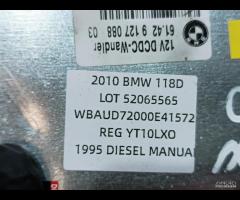 12V DCDC-Wandler
61.42 9 127 088 03
2010 BMW 118D
LOT 52065565
WBAUD72000E41572
REG YT10LXO
1995 DIESEL MANUAL